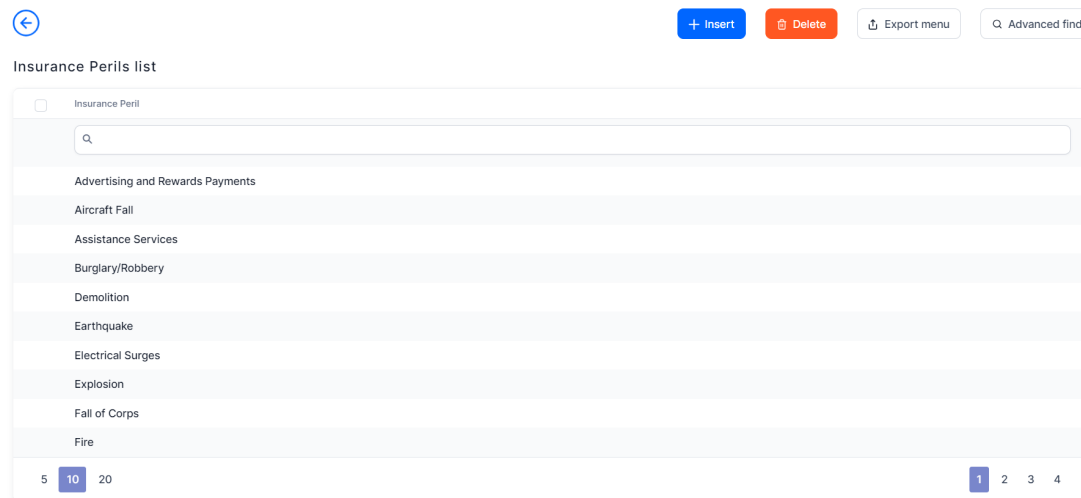 Insert Delete Export menu Advanced find
Insurance Perils list
Insurance Peril
Advertising and Rewards Payments
Aircraft Fall
Assistance Services
Burglary/Robbery
Demolition
Earthquake
Electrical Surges
Explosion
Fall of Corps
Fire
5 10 20 1 2 3 4